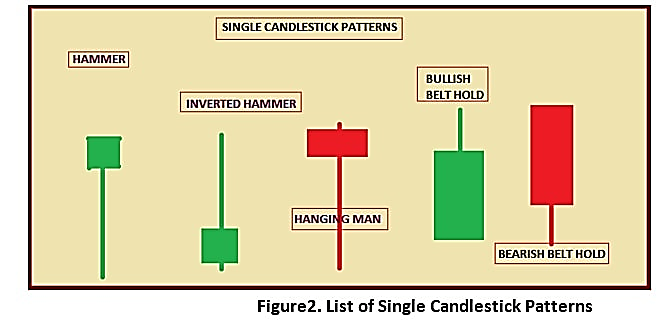 SINGLE CANDLESTICK PATTERNS
HAMMER
INVERTED HAMMER
HANGING MAN
BULLISH
BELT HOLD
BEARISH BELT HOLD
Figure2. List of Single Candlestick Patterns